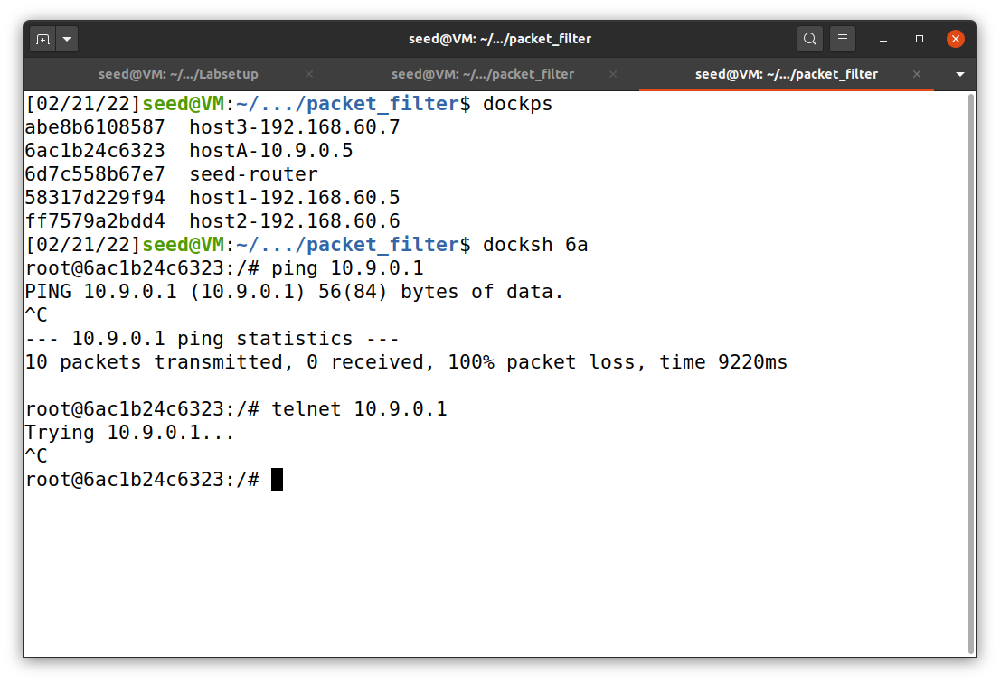 seed@VM: ~/.../packet_filter
seed@VM: ~/.../Labsetup
seed@VM: ~/.../packet_filter
seed@VM: ~/.../packet_filter
[02/21/22]seed@VM:~/.../packet_filter$ dockps
abe8b6108587  host3-192.168.60.7
6ac1b24c6323  hostA-10.9.0.5
6d7c558b67e7  seed-router
58317d229f94  host1-192.168.60.5
ff7579a2bdd4  host2-192.168.60.6
[02/21/22]seed@VM:~/.../packet_filter$ docksh 6a
root@6ac1b24c6323:/# ping 10.9.0.1
PING 10.9.0.1 (10.9.0.1) 56(84) bytes of data.
^C
--- 10.9.0.1 ping statistics ---
10 packets transmitted, 0 received, 100% packet loss, time 9220ms
root@6ac1b24c6323:/# telnet 10.9.0.1
Trying 10.9.0.1...
^C
root@6ac1b24c6323:/#